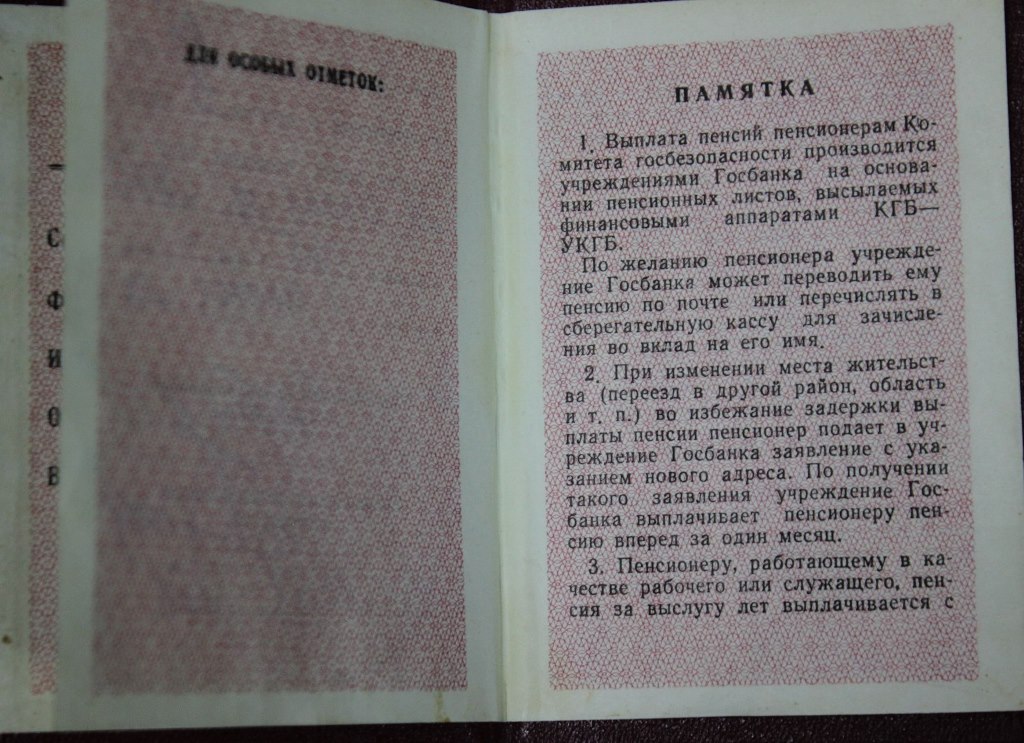 С
Ф
И
О
В
ДЛЯ ОСОБЫХ ОТМЕТОК:
ПАМЯТКА
1. Выплата пенсий пенсионерам Ко-
митета госбезопасности производится
учреждениями Госбанка на основа-
нии пенсионных листов, высылаемых
финансовыми аппаратами КГБ—
УКГБ.
По желанию пенсионера учрежде-
ние Госбанка может переводить ему
пенсию по почте или перечислять в
сберегательную кассу для зачисле-
ния во вклад на его имя.
2. При изменении места жительст-
ва (переезд в другой район, область
и т. п.) во избежание задержки вы-
платы пенсии пенсионер подает в уч-
реждение Госбанка заявление с ука-
занием нового адреса. По получении
такого заявления учреждение Гос-
банка выплачивает пенсионеру пен-
сию вперед за один месяц.
3. Пенсионеру, работающему в ка-
честве рабочего или служащего, пен-
сия за выслугу лет выплачивается с